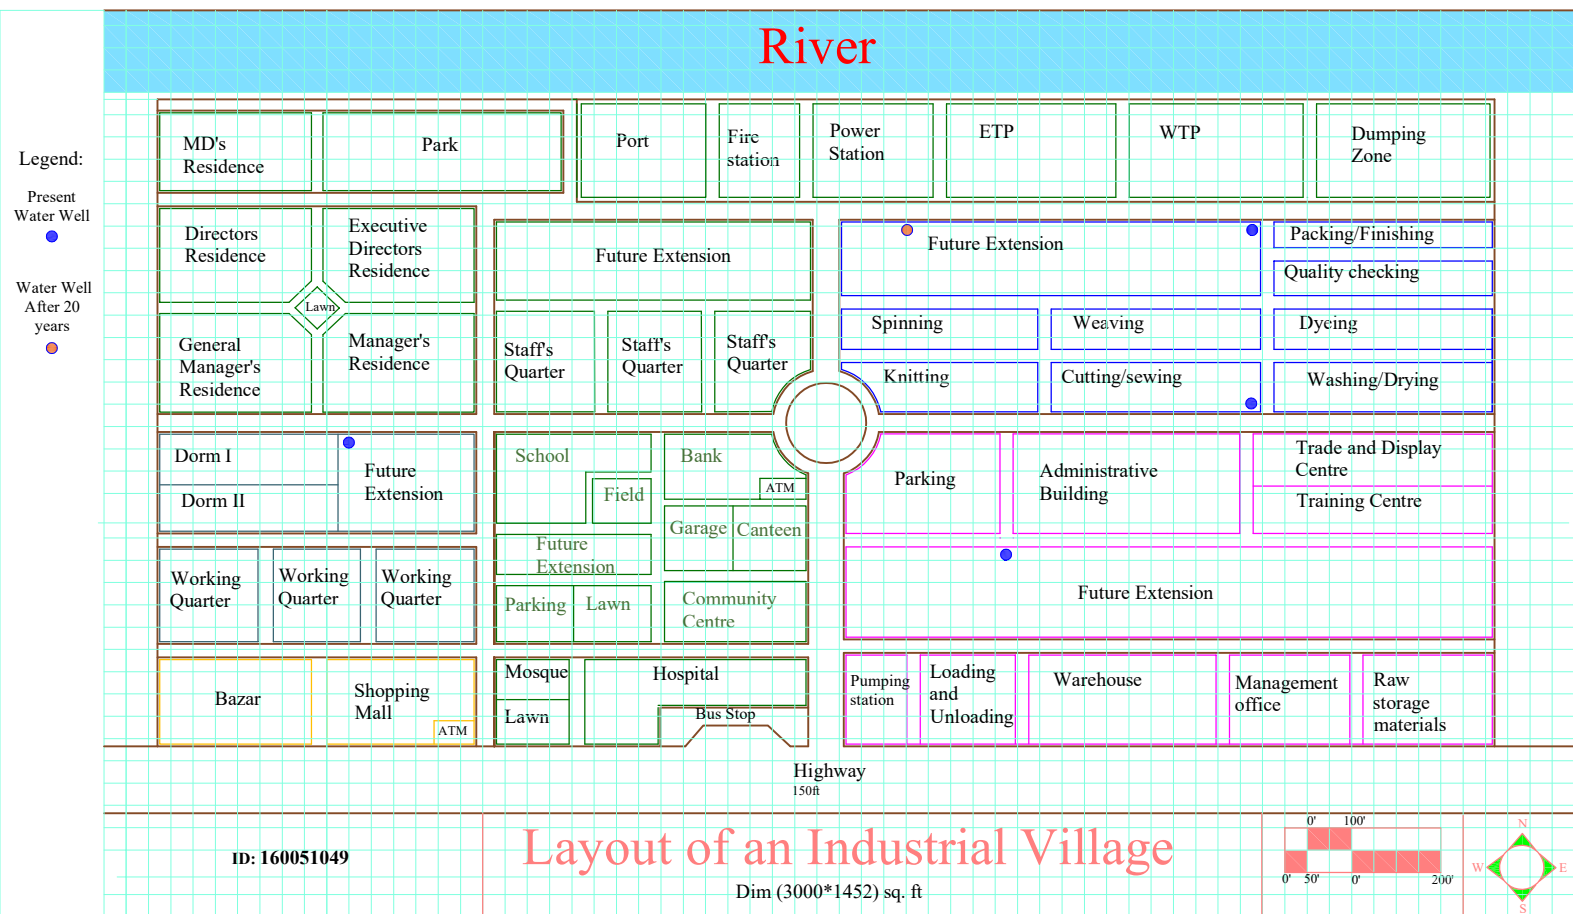 River
MD's
Residence
Park
Port
Fire
station
Power
Station
ETP
WTP
Dumping
Zone
Legend:
Present
Water Well
Water Well
After 20
years
Directors
Residence
Executive
Directors
Residence
Lawn
General
Manager's
Residence
Manager's
Residence
Future Extension
Staff's
Quarter
Staff's
Quarter
Staff's
Quarter
Future Extension
Packing/Finishing
Quality checking
Spinning
Weaving
Dyeing
Knitting
Cutting/sewing
Washing/Drying
Dorm I
Dorm II
Future
Extension
School
Field
Bank
ATM
Garage
Canteen
Future
Extension
Parking
Lawn
Community
Centre
Parking
Administrative
Building
Trade and Display
Centre
Training Centre
Future Extension
Working
Quarter
Working
Quarter
Working
Quarter
Bazar
Shopping
Mall
ATM
Mosque
Lawn
Hospital
Bus Stop
Pumping
station
Loading
and
Unloading
Warehouse
Management
office
Raw
storage
materials
Highway
150ft
ID: 160051049
Layout of an Industrial Village
Dim (3000*1452) sq. ft
0' 100'
0' 50' 0' 200'
N
W E
S